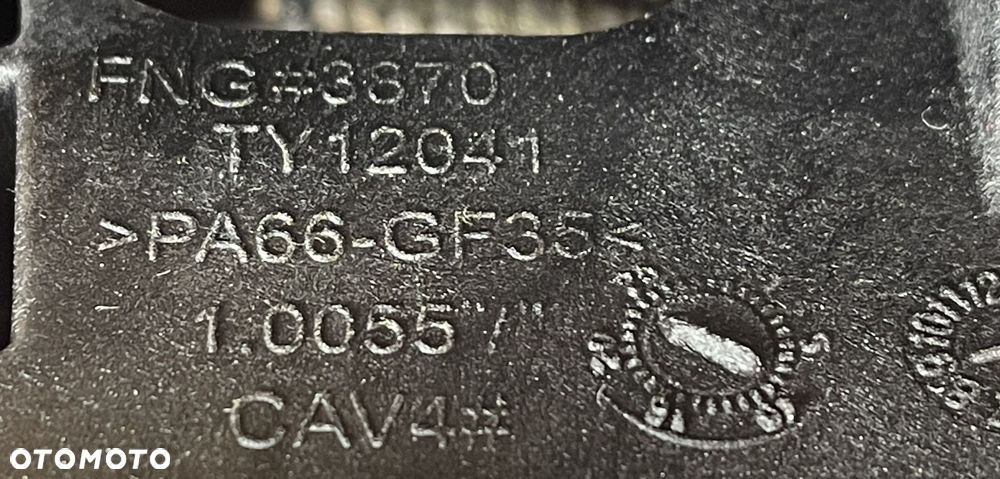 FNG#3870
TY12041
>PA66-GF35<
1.0055"/"
CAV4#
OTOMOTO